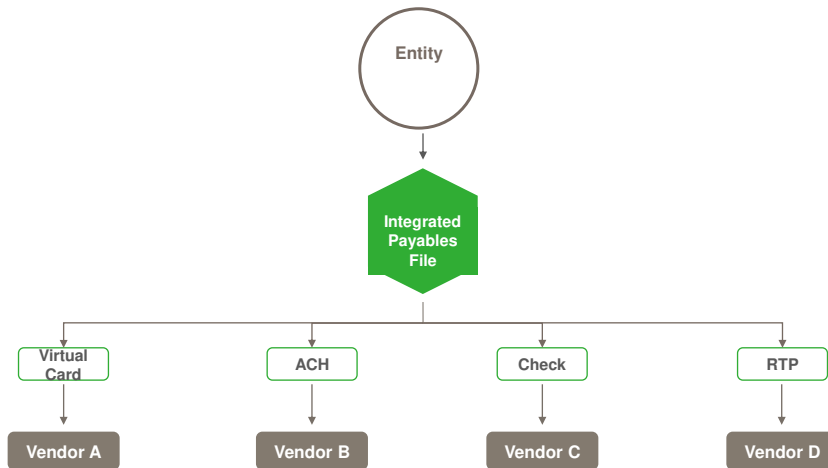 Entity
Integrated
Payables
File
Virtual
Card
ACH
Check
RTP
Vendor A
Vendor B
Vendor C
Vendor D